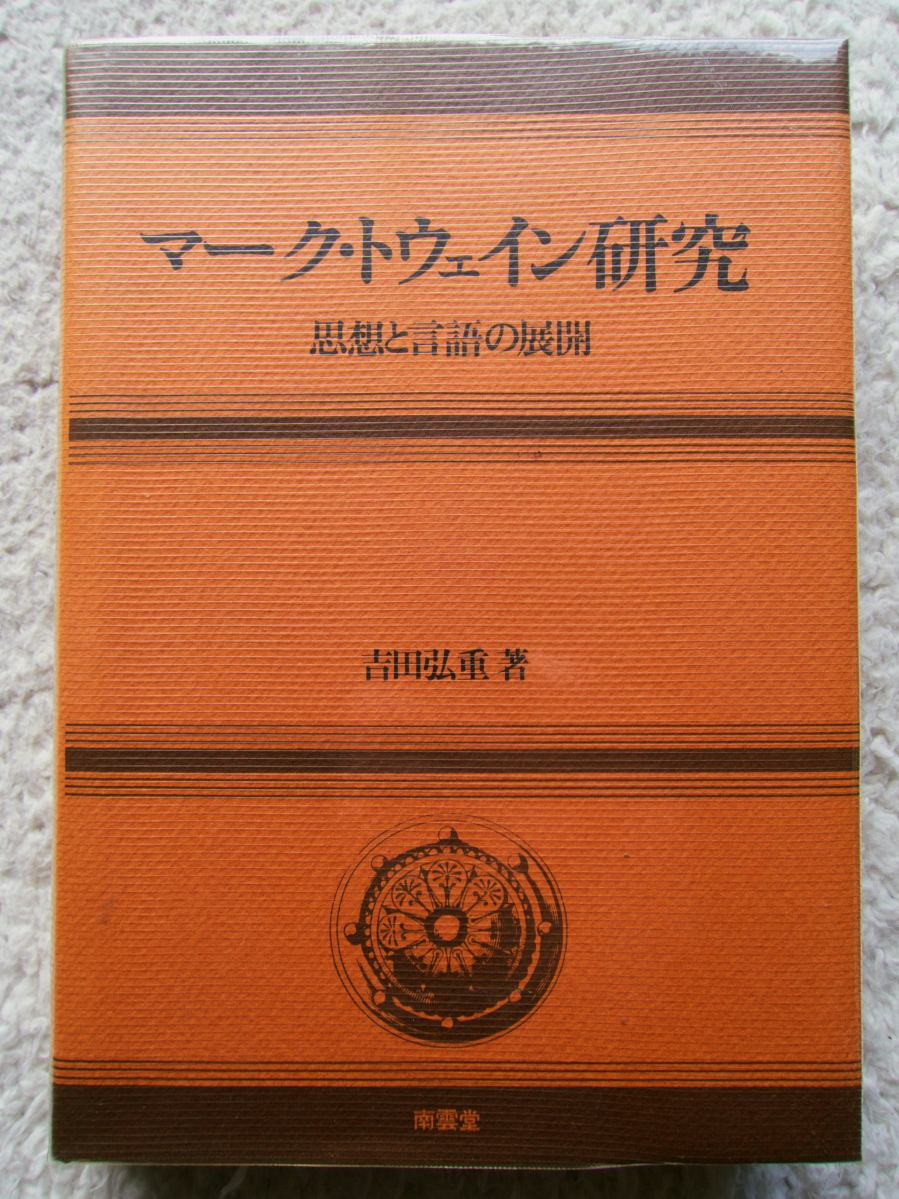 マーク・トウェイン研究
思想と言語の展開
吉田弘重 著
南雲堂